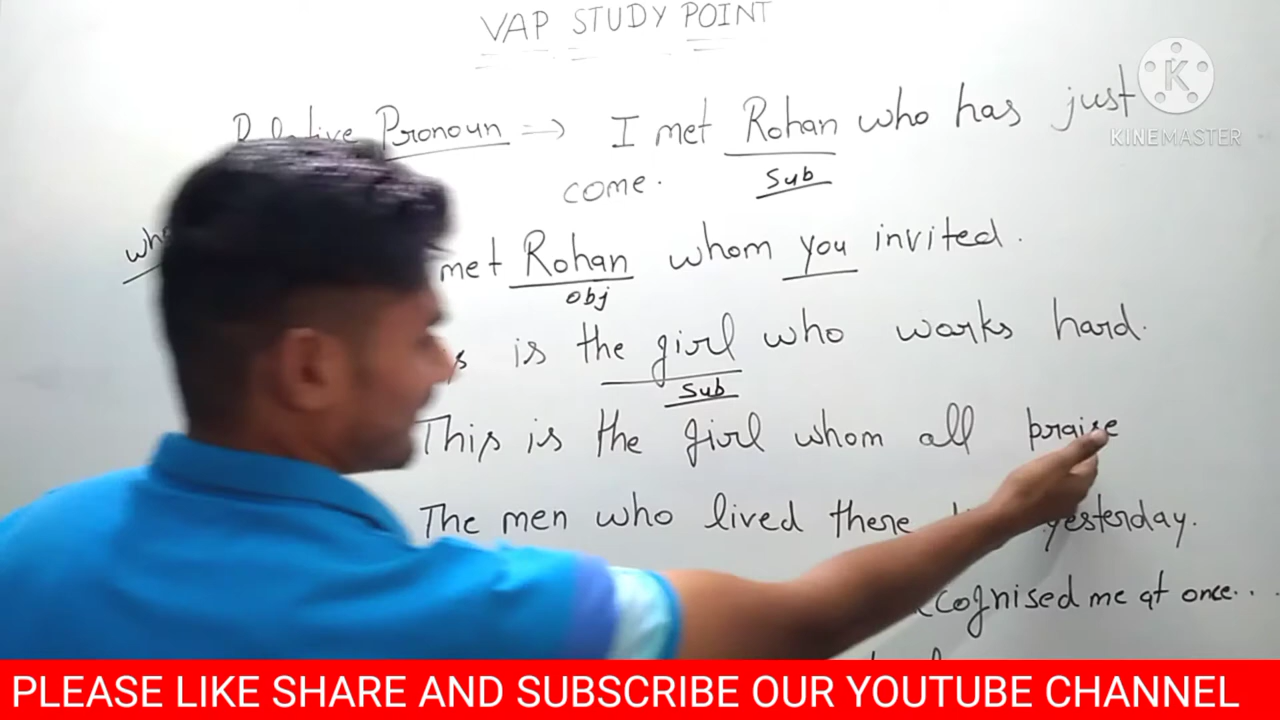 VAP STUDY POINT
Relative Pronoun => I met Rohan who has just
come.
Sub
met Rohan whom you invited.
obj
is the girl who works hard.
Sub
This is the girl whom all praise
The men who lived there yesterday.
cognised me at once..
KINEMASTER
PLEASE LIKE SHARE AND SUBSCRIBE OUR YOUTUBE CHANNEL